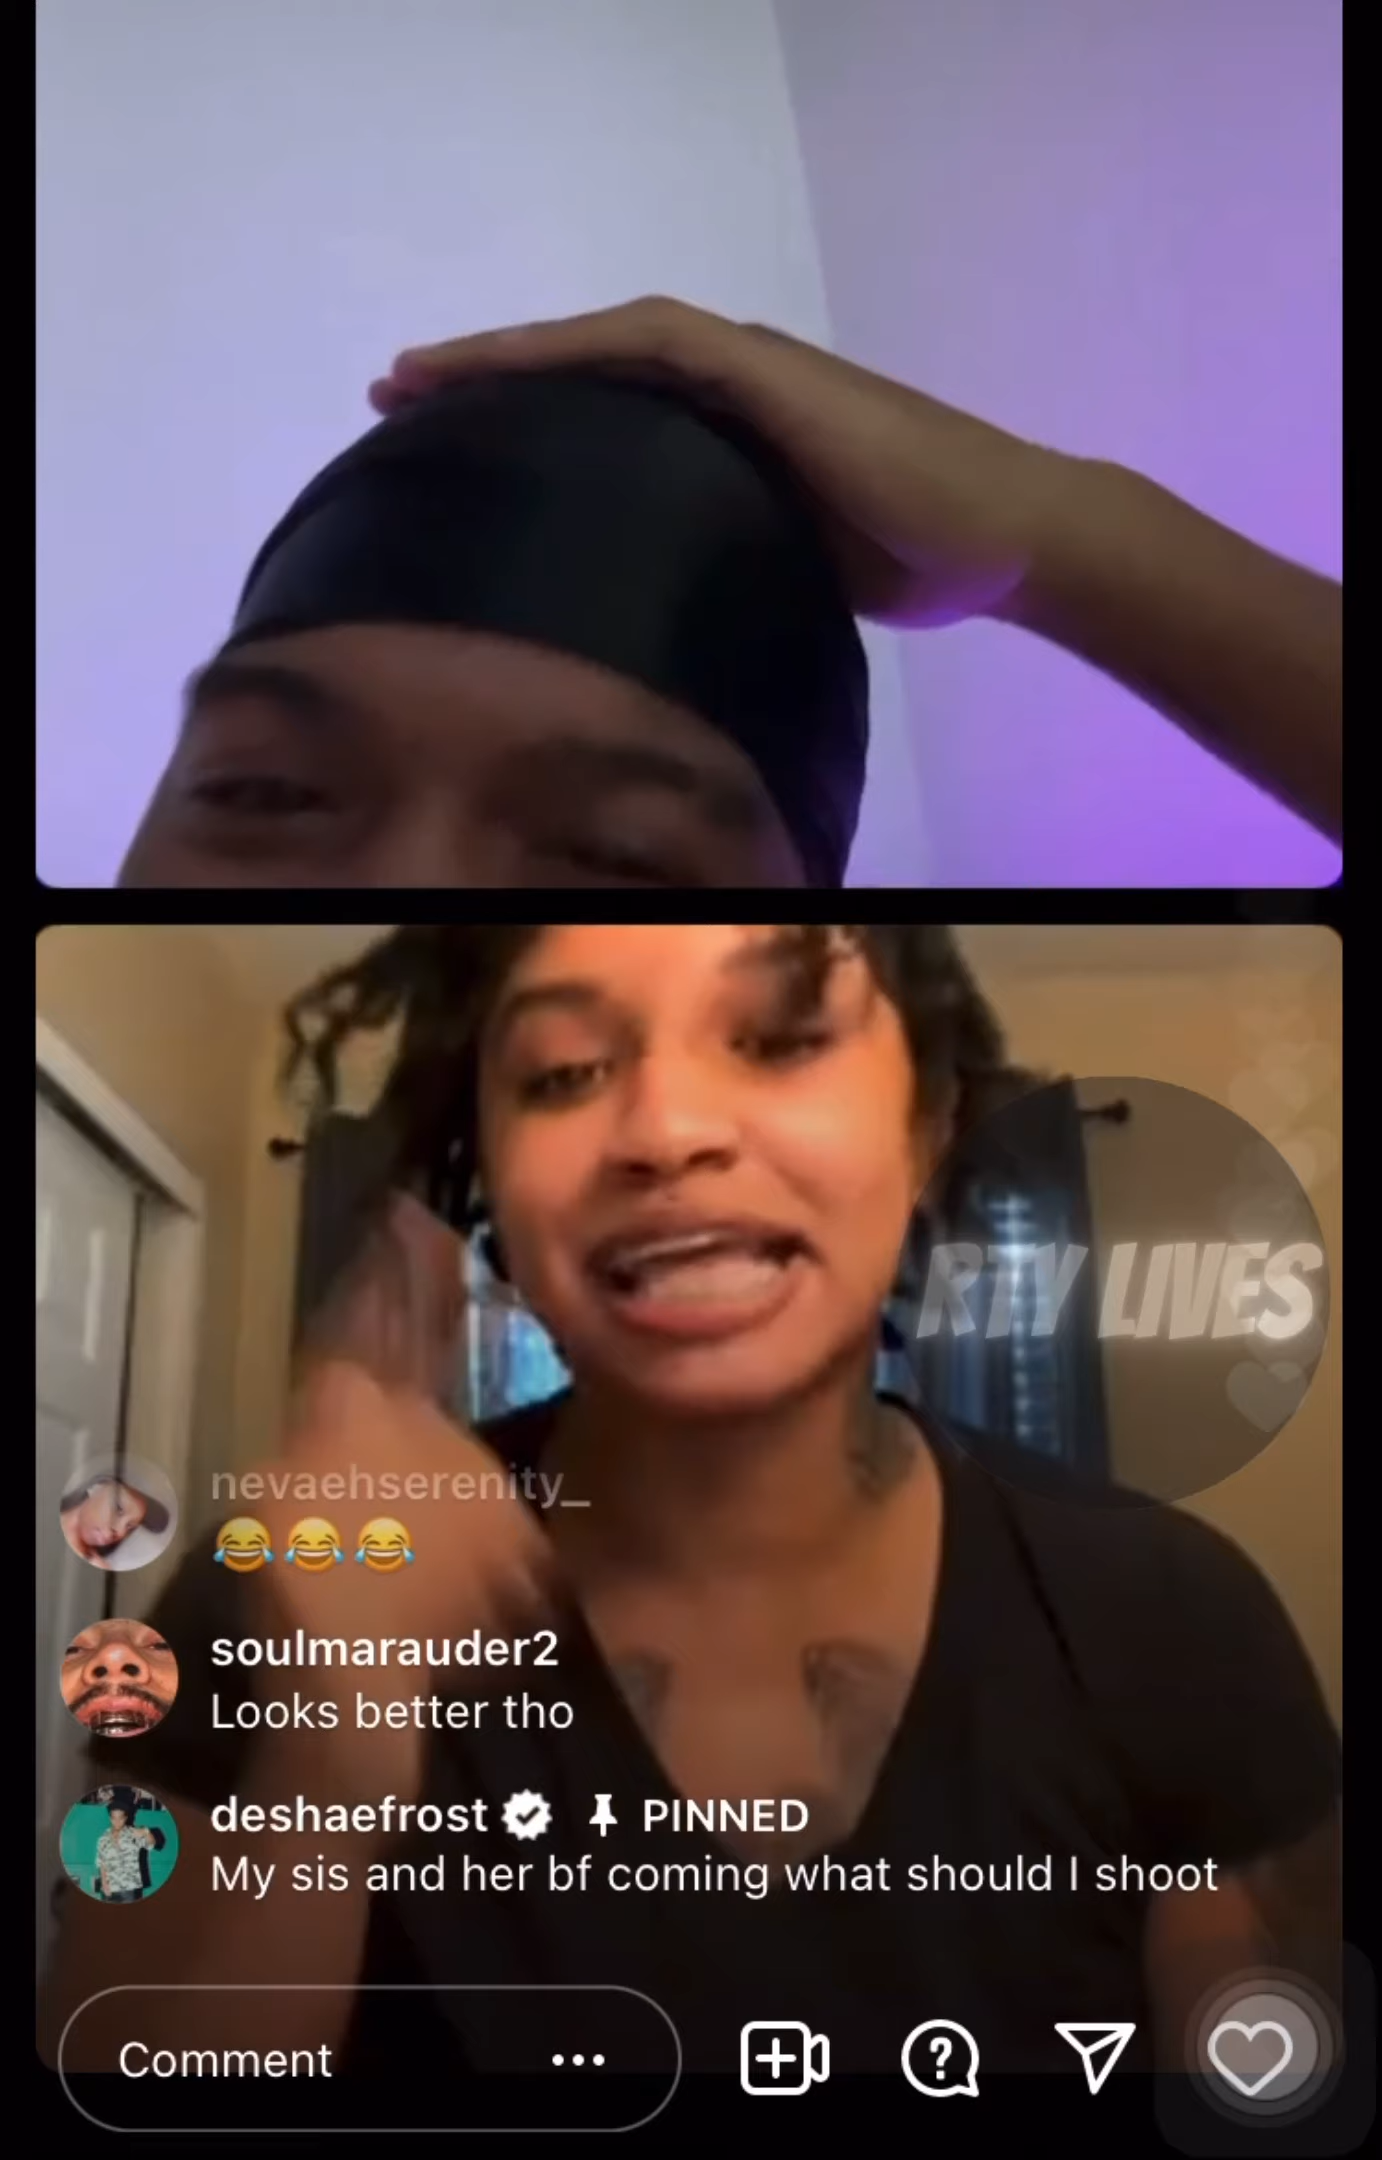 RTY LIVES
nevaehserenity_
😂😂😂
soulmarauder2
Looks better tho
deshaefrost PINNED
My sis and her bf coming what should I shoot
Comment